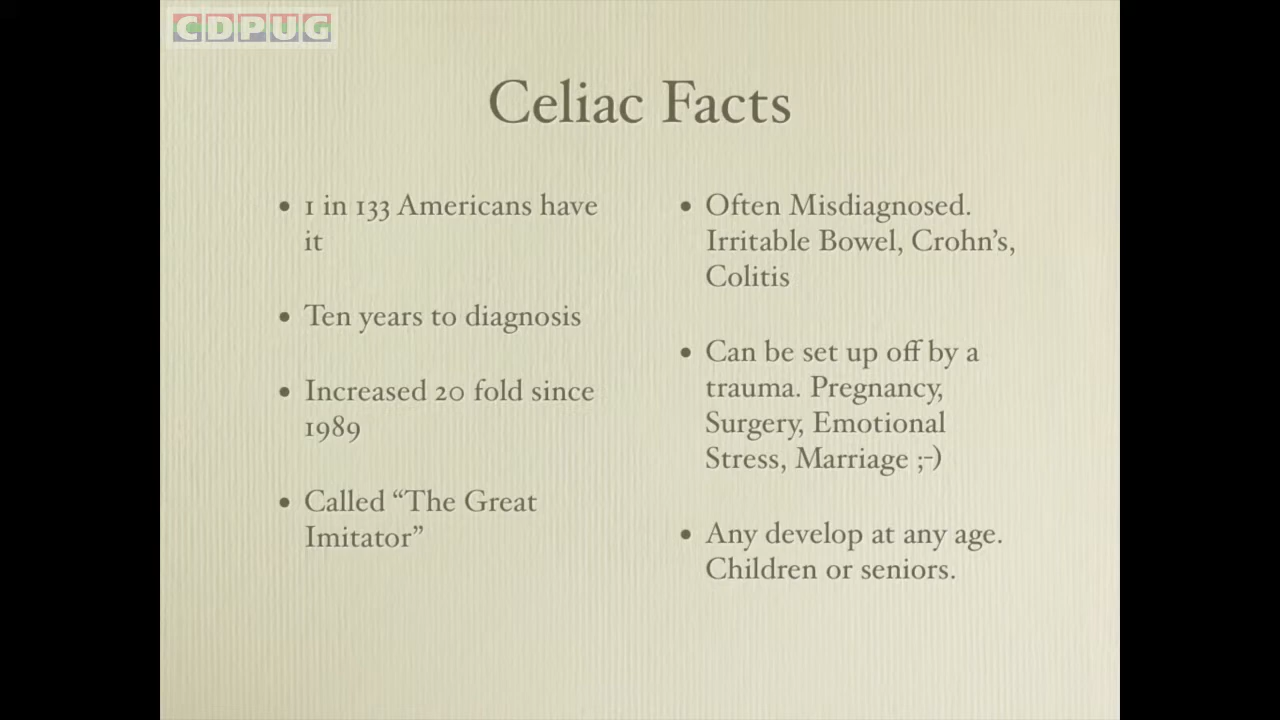 CDPUG
Celiac Facts
• 1 in 133 Americans have
it
• Ten years to diagnosis
• Increased 20 fold since
1989
• Called “The Great
Imitator”
• Often Misdiagnosed.
Irritable Bowel, Crohn’s,
Colitis
• Can be set up off by a
trauma. Pregnancy,
Surgery, Emotional
Stress, Marriage ;-)
• Any develop at any age.
Children or seniors.